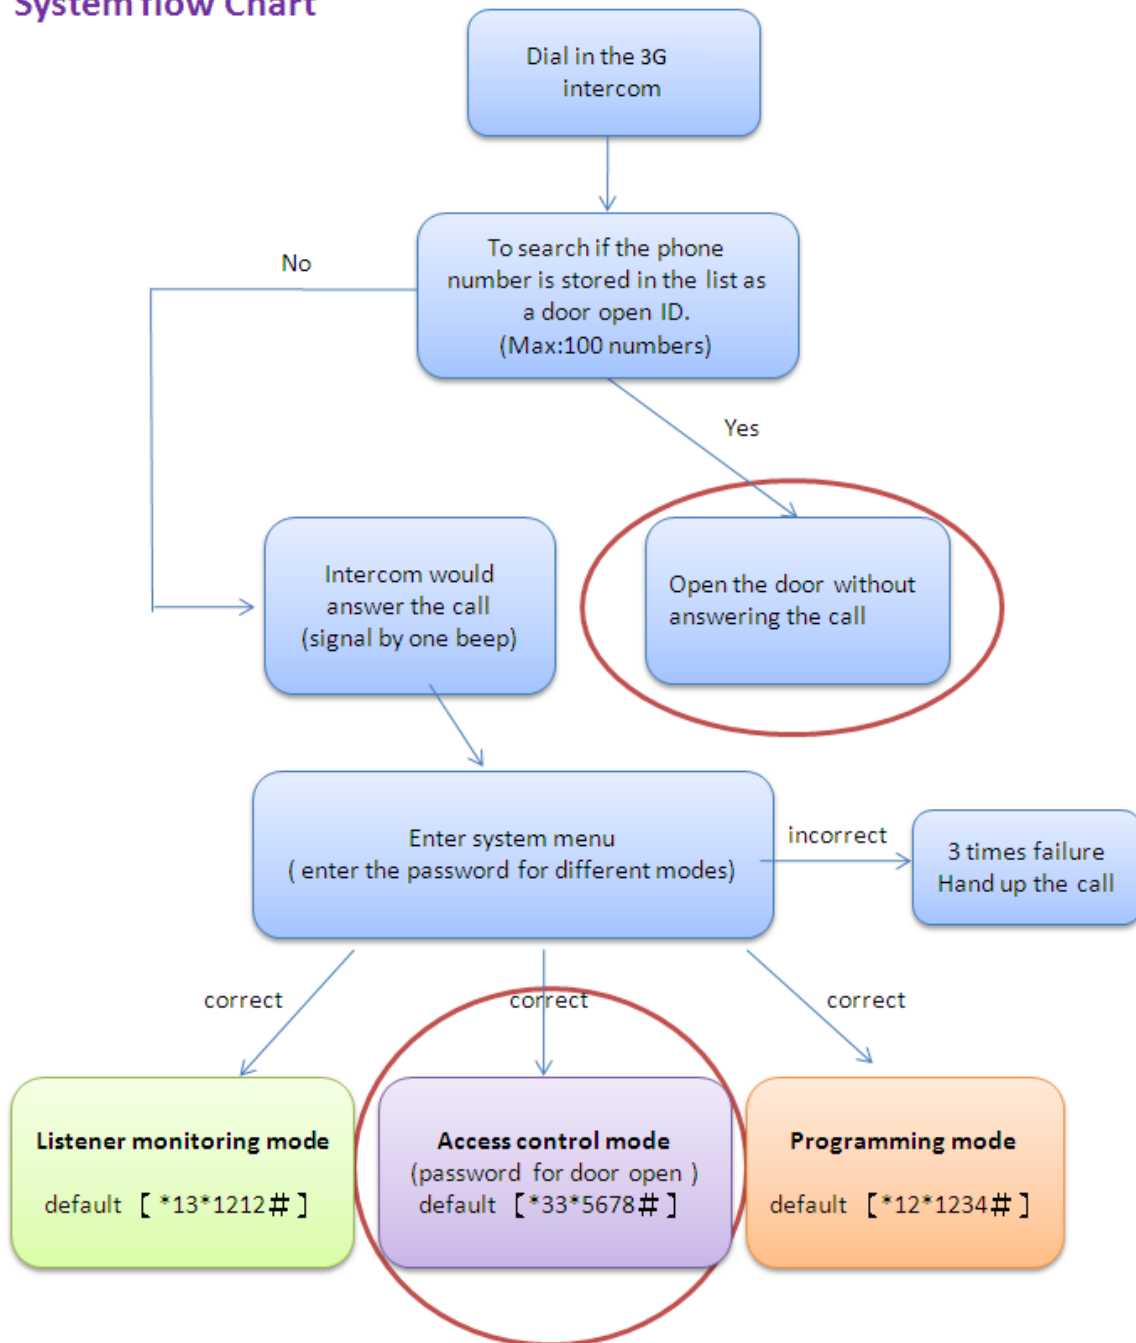 System flow Chart
Dial in the 3G
intercom
To search if the phone
number is stored in the list as
a door open ID.
(Max:100 numbers)
No
Yes
Intercom would
answer the call
(signal by one beep)
Open the door without
answering the call
Enter system menu
( enter the password for different modes)
incorrect
3 times failure
Hand up the call
correct
correct
correct
Listener monitoring mode
default [ *13*1212# ]
Access control mode
(password for door open )
default [*33*5678# ]
Programming mode
default [*12*1234# ]